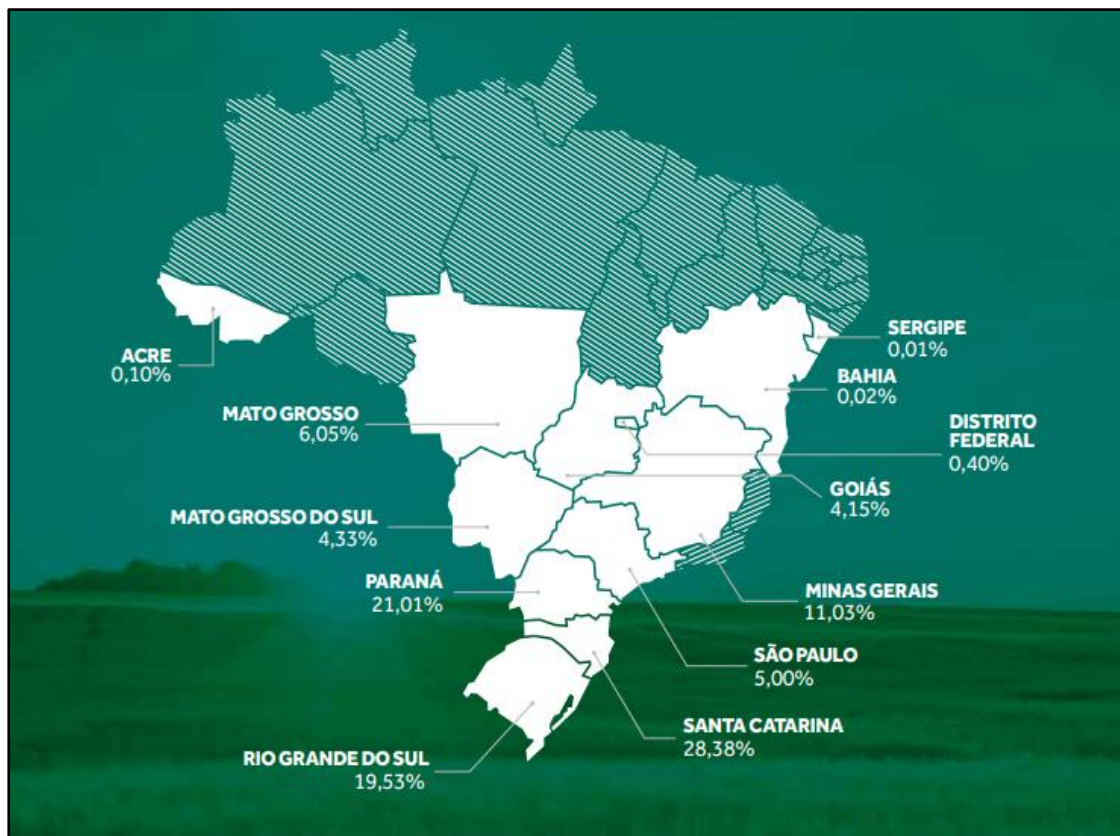 SERGIPE
0,01%
ACRE
0,10%
BAHIA
0,02%
MATO GROSSO
6,05%
DISTRITO
FEDERAL
0,40%
GOIÁS
4,15%
MATO GROSSO DO SUL
4,33%
PARANÁ
21,01%
MINAS GERAIS
11,03%
SÃO PAULO
5,00%
SANTA CATARINA
28,38%
RIO GRANDE DO SUL
19,53%